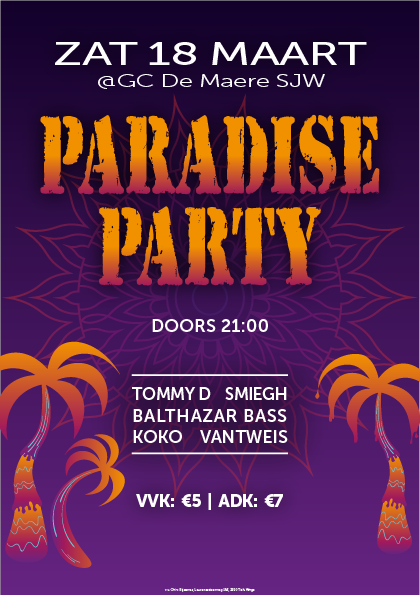 ZAT 18 MAART
@GC De Maere SJW
PARADISE
PARTY
DOORS 21:00
TOMMY D SMIEGH
BALTHAZAR BASS
KOKO VANTWEIS
VVK: €5 | ADK: €7